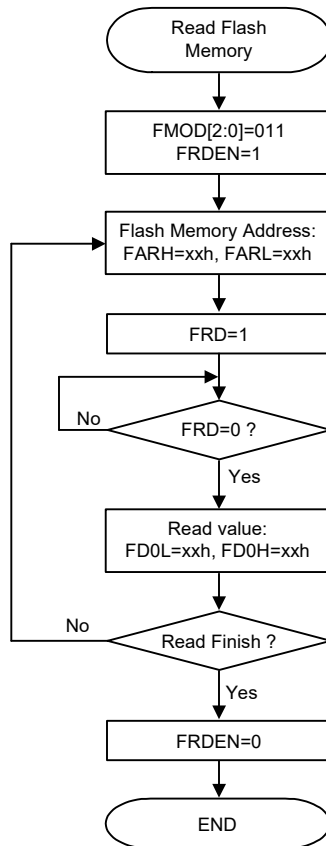 Read Flash
Memory
FMOD[2:0]=011
FRDEN=1
Flash Memory Address:
FARH=xxh, FARL=xxh
FRD=1
No
FRD=0 ?
Yes
Read value:
FD0L=xxh, FD0H=xxh
No
Read Finish ?
Yes
FRDEN=0
END